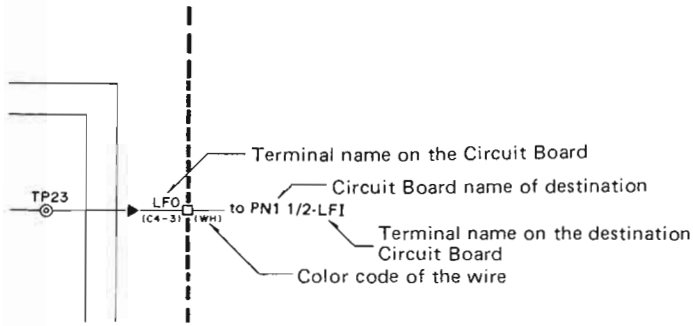 Terminal name on the Circuit Board
Circuit Board name of destination
TP23
LFO
(C4-3)
(WH)
to PN1 1/2-LFI
Terminal name on the destination
Circuit Board
Color code of the wire